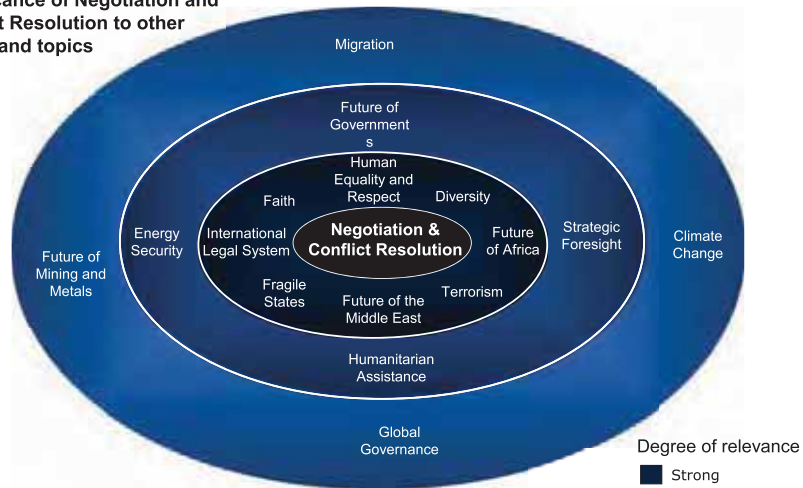 ance of Negotiation and
t Resolution to other
and topics
Migration
Future of
Government
s
Human
Equality and
Respect
Faith
Diversity
Energy
Security
International
Legal System
Negotiation &
Conflict Resolution
Future
of Africa
Strategic
Foresight
Climate
Change
Future of
Mining and
Metals
Fragile
States
Future of the
Middle East
Terrorism
Humanitarian
Assistance
Global
Governance
Degree of relevance
Strong